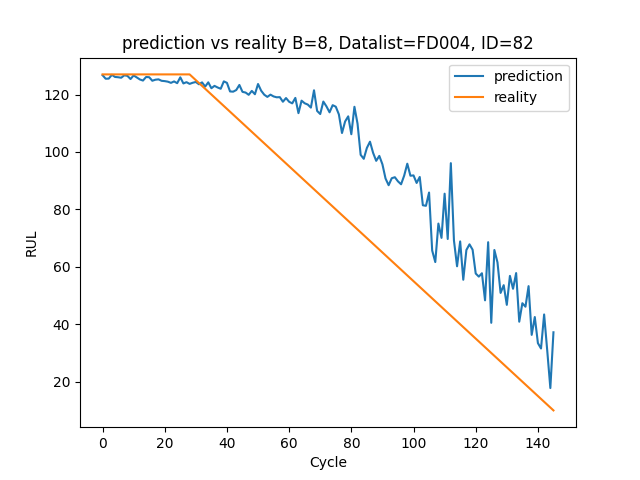 prediction vs reality B=8, Datalist=FD004, ID=82
prediction
reality
RUL
120
100
80
60
40
20
0 20 40 60 80 100 120 140
Cycle